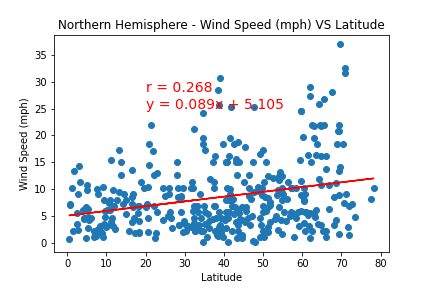 Northern Hemisphere - Wind Speed (mph) VS Latitude
35
30
25
20
15
10
5
0
Wind Speed (mph)
r = 0.268
y = 0.089x + 5.105
0 10 20 30 40 50 60 70 80
Latitude